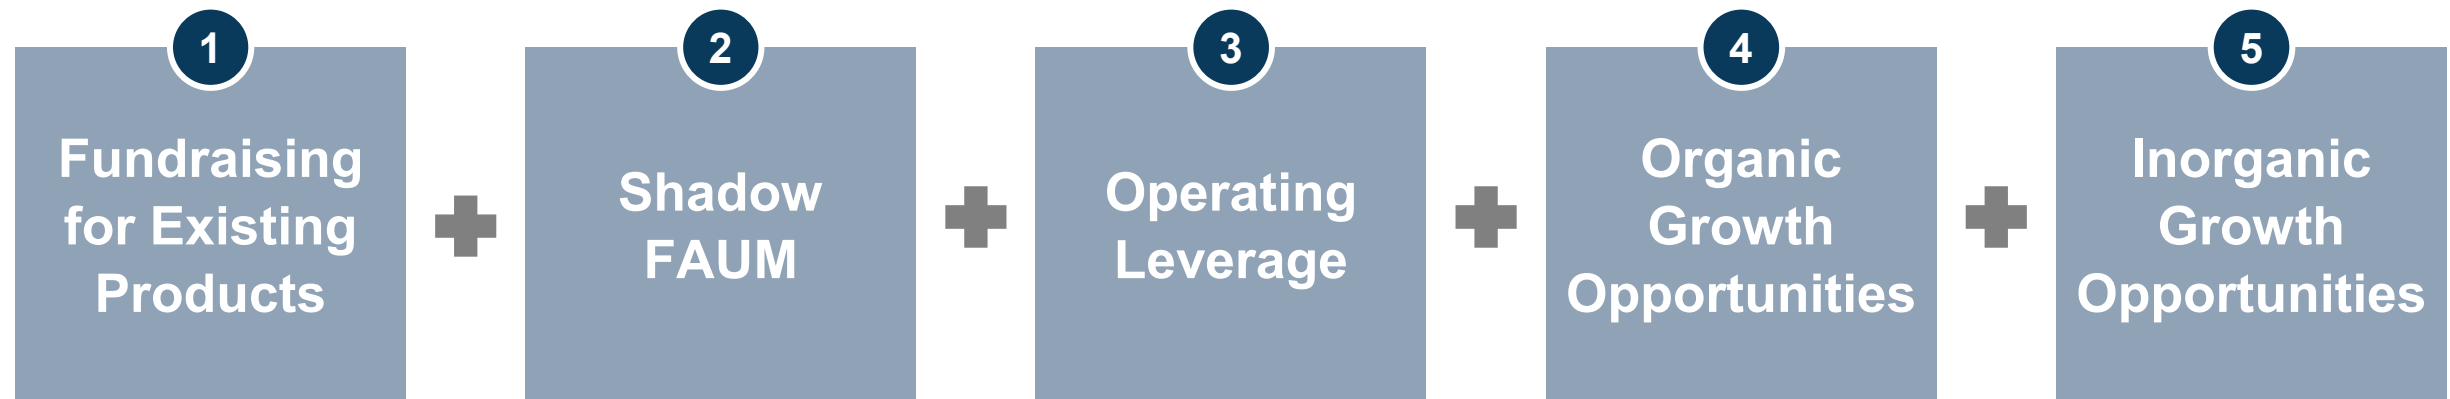 1
Fundraising
for Existing
Products
2
Shadow
FAUM
3
Operating
Leverage
4
Organic
Growth
Opportunities
5
Inorganic
Growth
Opportunities